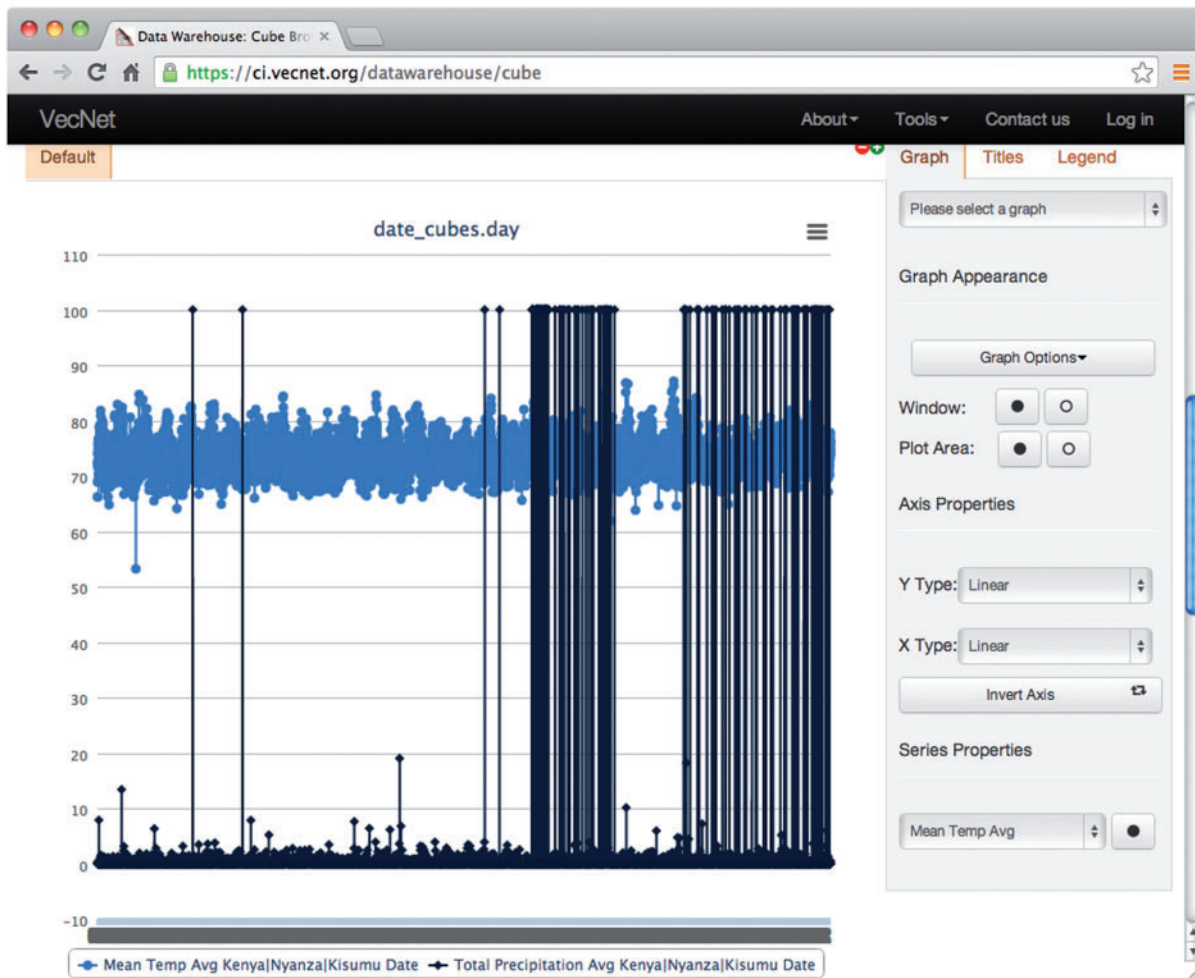 Data Warehouse: Cube Bro
https://ci.vecnet.org/datawarehouse/cube
VecNet
About
Tools
Contact us
Log in
Default
Graph
Titles
Legend
Please select a graph
Graph Appearance
Graph Options
Window:
Plot Area:
Axis Properties
Y Type: Linear
X Type: Linear
Invert Axis
Series Properties
Mean Temp Avg
date_cubes.day
110
100
90
80
70
60
50
40
30
20
10
0
-10
Mean Temp Avg Kenya|Nyanza|Kisumu Date
Total Precipitation Avg Kenya|Nyanza|Kisumu Date